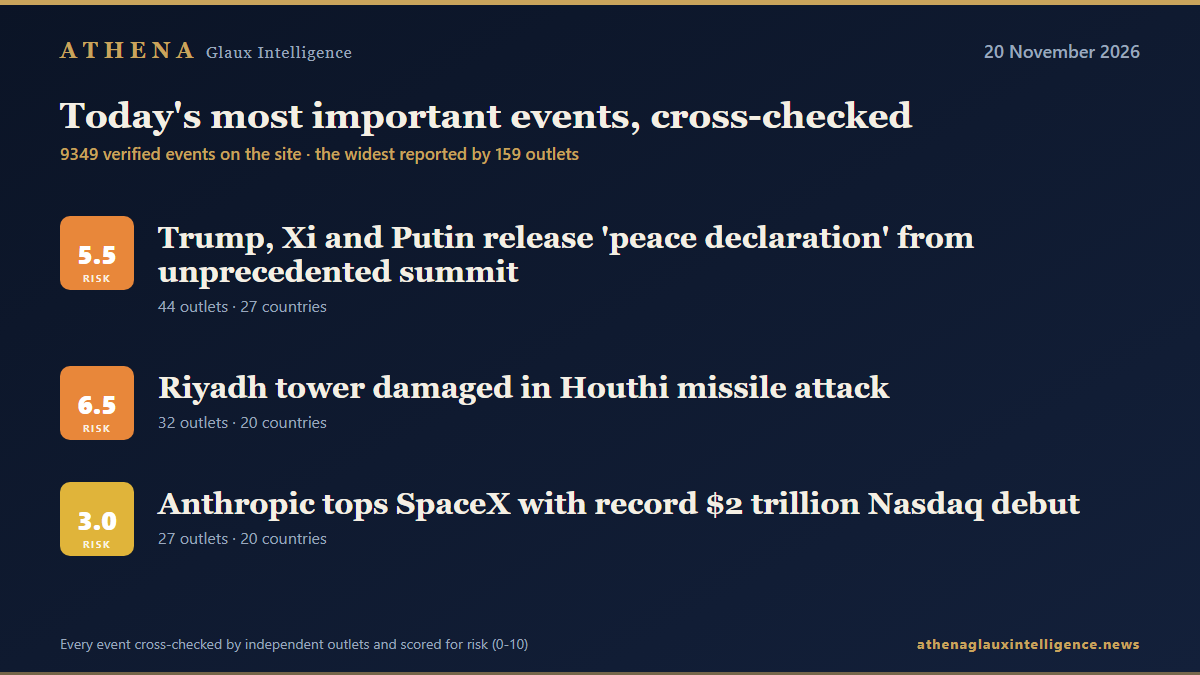 ATHENA Glaux Intelligence
20 November 2026
Today's most important events, cross-checked
9349 verified events on the site · the widest reported by 159 outlets
5.5
RISK
Trump, Xi and Putin release 'peace declaration' from
unprecedented summit
44 outlets · 27 countries
6.5
RISK
Riyadh tower damaged in Houthi missile attack
32 outlets · 20 countries
3.0
RISK
Anthropic tops SpaceX with record $2 trillion Nasdaq debut
27 outlets · 20 countries
Every event cross-checked by independent outlets and scored for risk (0-10)
athenaglauxintelligence.news